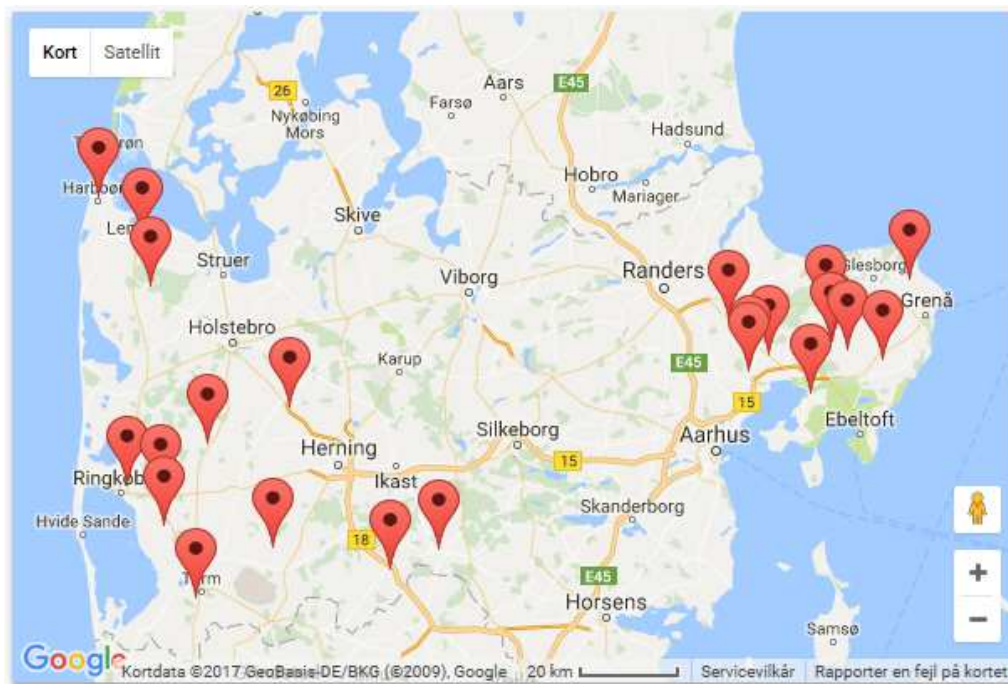 Kort
Satellit
E45
Aars
26
Nykøbing
Mors
Farsø
Hadsund
Harboør
Hobro
Mariager
Skive
Struer
Viborg
Randers
Glesborg
Grenå
Holstebro
Karup
E45
15
Ebeltoft
Silkeborg
Aarhus
Herning
Ikast
15
Hvide Sande
Skanderborg
18
E45
Horsens
Samsø
Google
Kortdata ©2017 GeoBasis-DE/BKG (©2009), Google
20 km
Servicevilkår
Rapporter en fejl på kortet